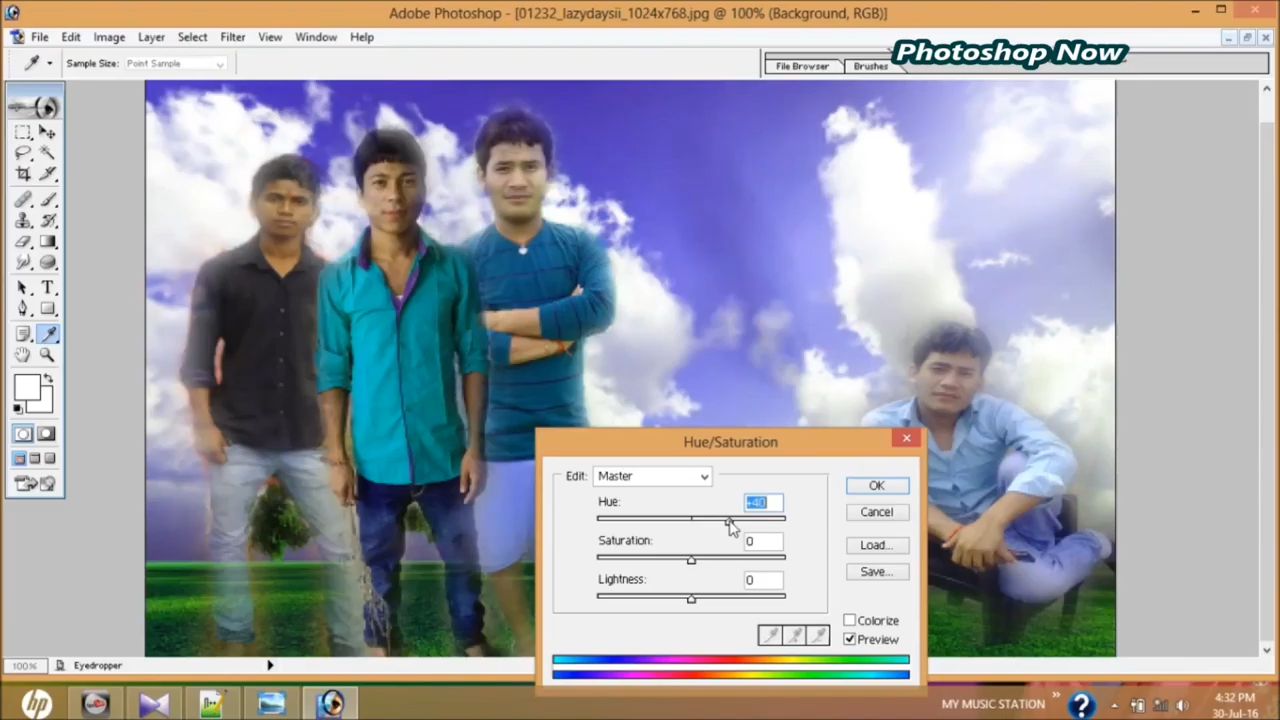 Adobe Photoshop - [01232_lazydaysii_1024x768.jpg @ 100% (Background, RGB)]
File Edit Image Layer Select Filter View Window Help
Photoshop Now
Sample Size: Point Sample
File Browser Brushes
Hue/Saturation
Edit: Master
Hue: +40
OK
Cancel
Saturation: 0
Load...
Save...
Lightness: 0
Colorize
Preview
100% Eyedropper
hp
MY MUSIC STATION
4:32 PM
30-Jul-16